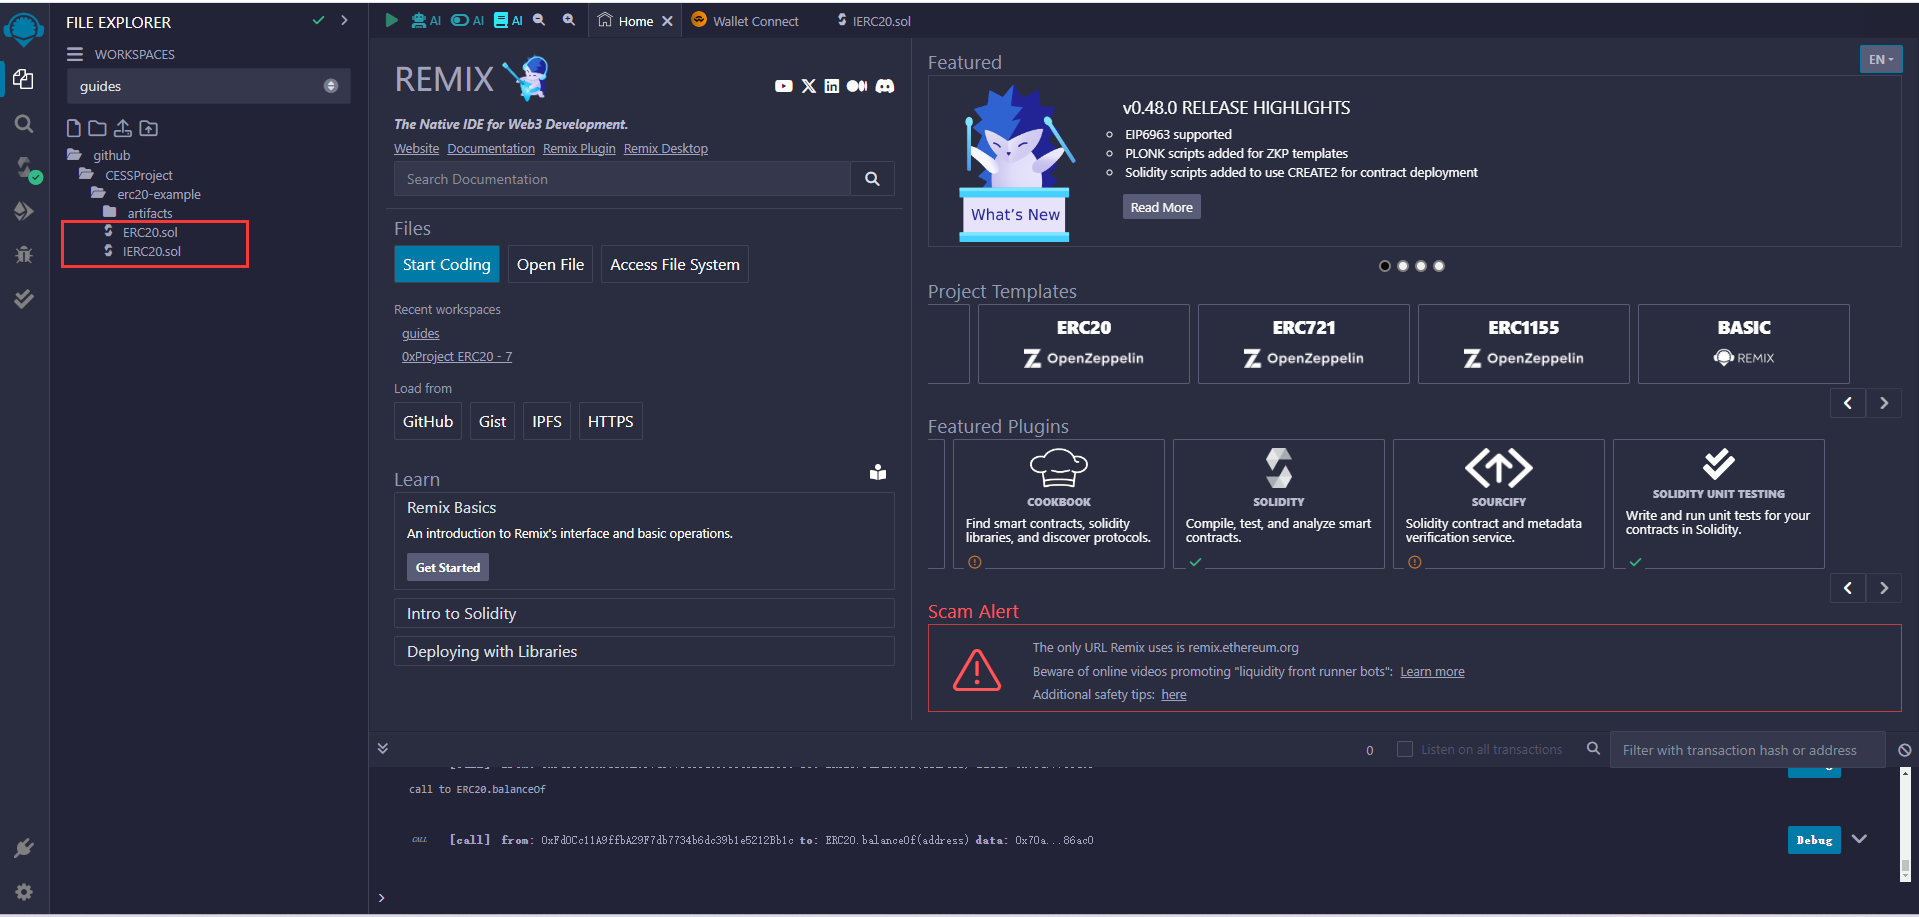 FILE EXPLORER
WORKSPACES
guides
github
CESSProject
erc20-example
artifacts
ERC20.sol
IERC20.sol
AI
AI
AI
Home
Wallet Connect
IERC20.sol
REMIX
The Native IDE for Web3 Development.
Website Documentation Remix Plugin Remix Desktop
Search Documentation
Files
Start Coding
Open File
Access File System
Recent workspaces
guides
0xProject ERC20 - 7
Load from
GitHub
Gist
IPFS
HTTPS
Learn
Remix Basics
An introduction to Remix's interface and basic operations.
Get Started
Intro to Solidity
Deploying with Libraries
Featured
EN
What's New
v0.48.0 RELEASE HIGHLIGHTS
EIP6963 supported
PLONK scripts added for ZKP templates
Solidity scripts added to use CREATE2 for contract deployment
Read More
Project Templates
ERC20
OpenZeppelin
ERC721
OpenZeppelin
ERC1155
OpenZeppelin
BASIC
REMIX
Featured Plugins
COOKBOOK
Find smart contracts, solidity
libraries, and discover protocols.
SOLIDITY
Compile, test, and analyze smart
contracts.
SOURCIFY
Solidity contract and metadata
verification service.
SOLIDITY UNIT TESTING
Write and run unit tests for your
contracts in Solidity.
Scam Alert
The only URL Remix uses is remix.ethereum.org
Beware of online videos promoting "liquidity front runner bots": Learn more
Additional safety tips: here
0
Listen on all transactions
Filter with transaction hash or address
call to ERC20.balanceOf
CALL
[call] from: 0xFd0Cc11A9ffbA29F7db7734b6dc39b1e5212Bb1c to: ERC20.balanceOf(address) data: 0x70a...86ac0
Debug
>